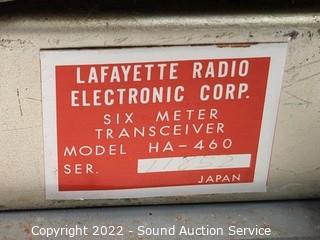 LAFAYETTE RADIO
ELECTRONIC CORP.
SIX METER
TRANSCEIVER
MODEL HA-460
SER.
JAPAN
Copyright 2022 - Sound Auction Service